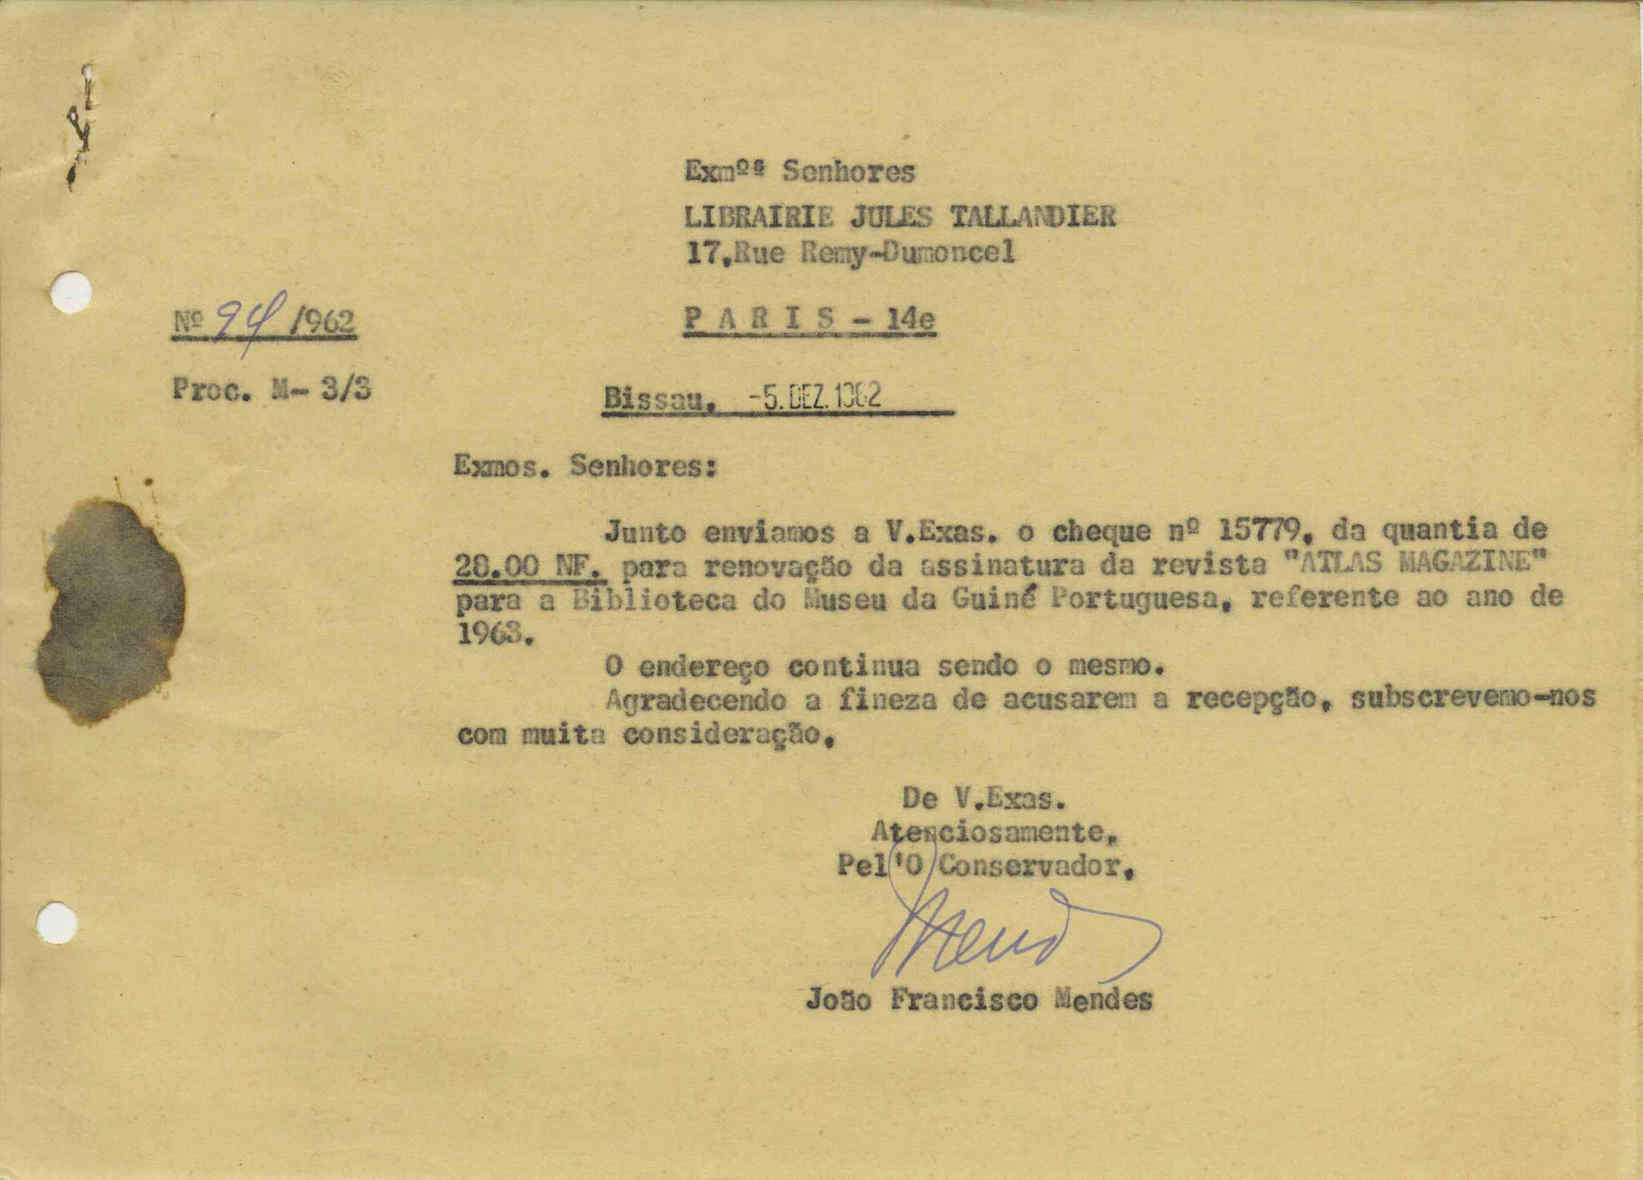 Exmºˢ Senhores
LIBRAIRIE JULES TALLANDIER
17,Rue Remy-Dumoncel
Nº 94 /962
P A R I S - 14e
Proc. M- 3/3
Bissau, -5. DEZ. 1962
Exmos. Senhores:
Junto enviamos a V.Exas. o cheque nº 15779, da quantia de
28.00 NF. para renovação da assinatura da revista "ATLAS MAGAZINE"
para a Biblioteca do Museu da Guiné Portuguesa, referente ao ano de
1963.
O endereço continua sendo o mesmo.
Agradecendo a fineza de acusarem a recepção, subscrevemo-nos
com muita consideração,
De V.Exas.
Atenciosamente,
Pel'O Conservador,
Mend
João Francisco Mendes